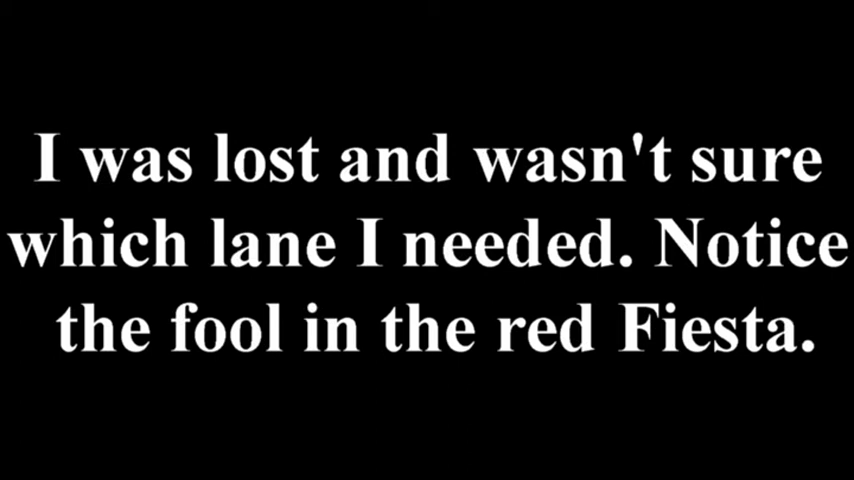 I was lost and wasn't sure
which lane I needed. Notice
the fool in the red Fiesta.